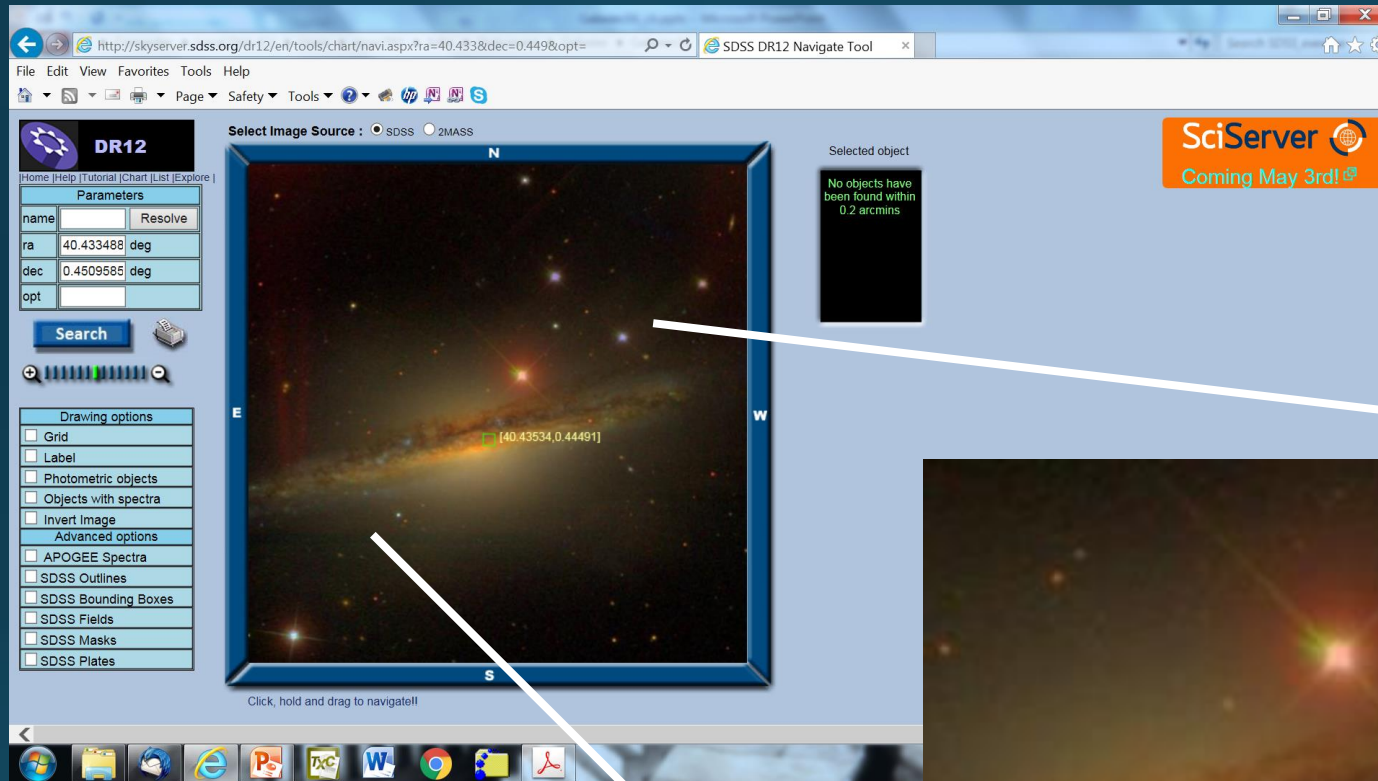 http://skyserver.sdss.org/dr12/en/tools/chart/navi.aspx?ra=40.433&dec=0.449&opt=
SDSS DR12 Navigate Tool
File Edit View Favorites Tools Help
Page Safety Tools
DR12
|Home |Help |Tutorial |Chart |List |Explore |
Parameters
name Resolve
ra 40.433488 deg
dec 0.4509585 deg
opt
Search
Drawing options
Grid
Label
Photometric objects
Objects with spectra
Invert Image
Advanced options
APOGEE Spectra
SDSS Outlines
SDSS Bounding Boxes
SDSS Fields
SDSS Masks
SDSS Plates
Select Image Source : SDSS 2MASS
N
E
W
[40.43534,0.44491]
S
Click, hold and drag to navigate!!
Selected object
No objects have
been found within
0.2 arcmins
SciServer
Coming May 3rd!